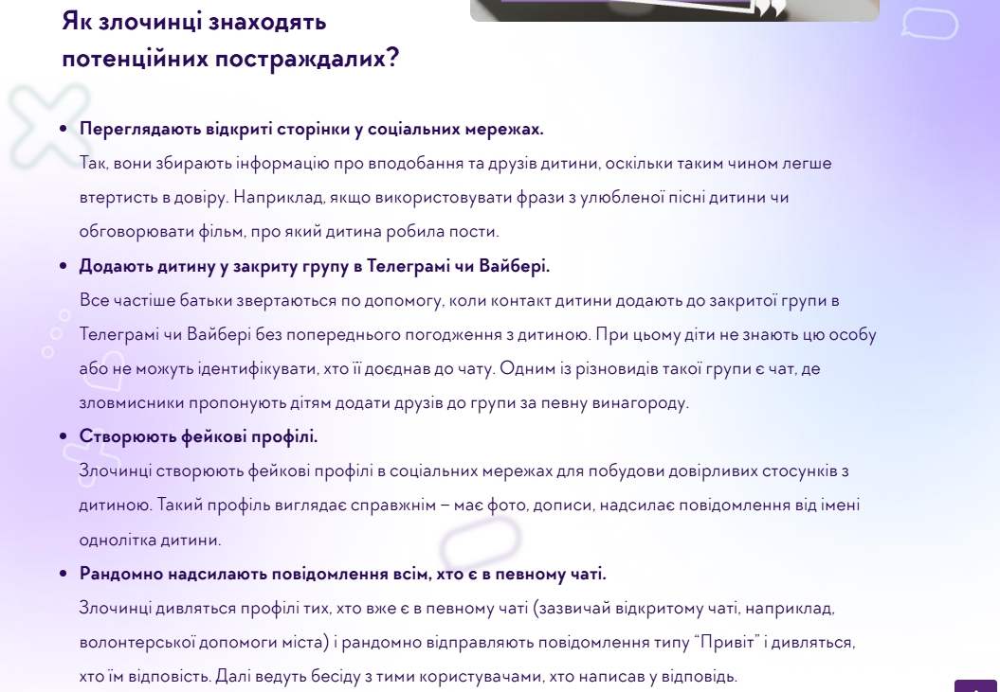 Як злочинці знаходять
потенційних постраждалих?
• Переглядають відкриті сторінки у соціальних мережах.
Так, вони збирають інформацію про вподобання та друзів дитини, оскільки таким чином легше
втертись в довіру. Наприклад, якщо використовувати фрази з улюбленої пісні дитини чи
обговорювати фільм, про який дитина робила пости.
• Додають дитину у закриту групу в Телеграмі чи Вайбері.
Все частіше батьки звертаються по допомогу, коли контакт дитини додають до закритої групи в
Телеграмі чи Вайбері без попереднього погодження з дитиною. При цьому діти не знають цю особу
або не можуть ідентифікувати, хто її доєднав до чату. Одним із різновидів такої групи є чат, де
зловмисники пропонують дітям додати друзів до групи за певну винагороду.
• Створюють фейкові профілі.
Злочинці створюють фейкові профілі в соціальних мережах для побудови довірливих стосунків з
дитиною. Такий профіль виглядає справжнім – має фото, дописи, надсилає повідомлення від імені
однолітка дитини.
• Рандомно надсилають повідомлення всім, хто є в певному чаті.
Злочинці дивляться профілі тих, хто вже є в певному чаті (зазвичай відкритому чаті, наприклад,
волонтерської допомоги міста) і рандомно відправляють повідомлення типу “Привіт” і дивляться,
хто їм відповість. Далі ведуть бесіду з тими користувачами, хто написав у відповідь.